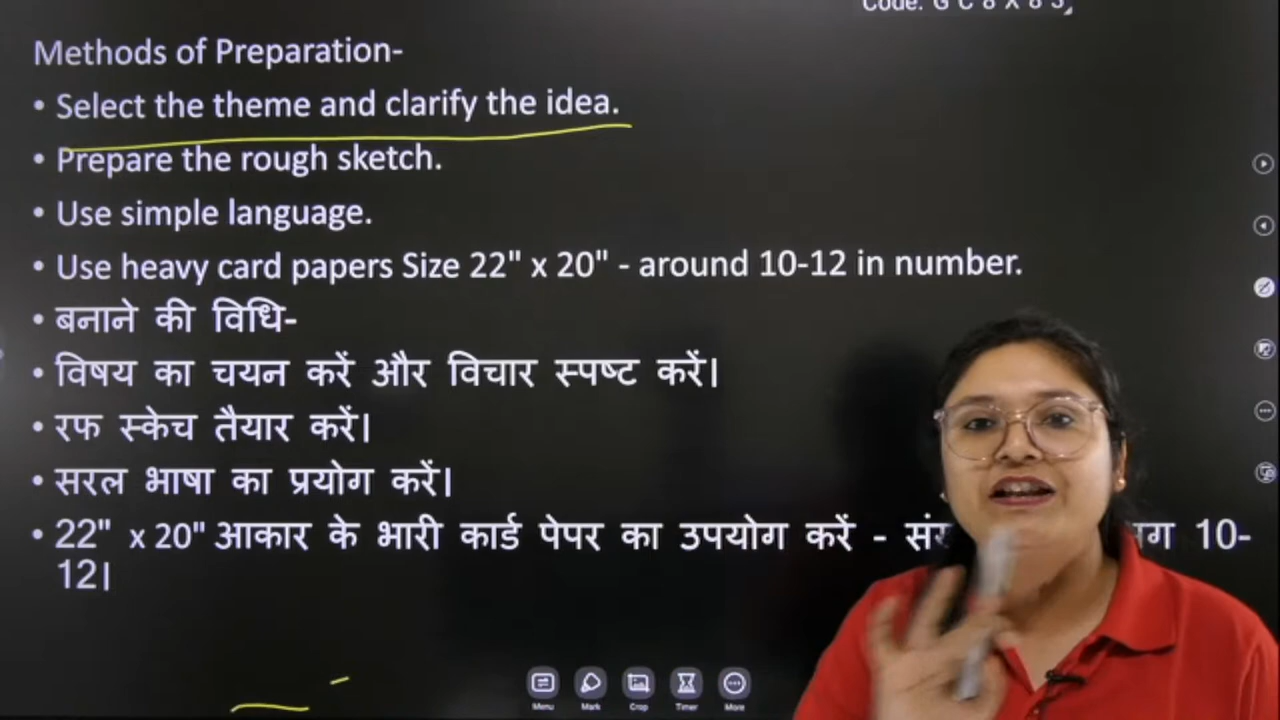 Methods of Preparation-
• Select the theme and clarify the idea.
• Prepare the rough sketch.
• Use simple language.
• Use heavy card papers Size 22" x 20" - around 10-12 in number.
• बनाने की विधि-
• विषय का चयन करें और विचार स्पष्ट करें।
• रफ स्केच तैयार करें।
• सरल भाषा का प्रयोग करें।
• 22" x 20" आकार के भारी कार्ड पेपर का उपयोग करें - 10-
12।
Menu Mark Crop Timer More